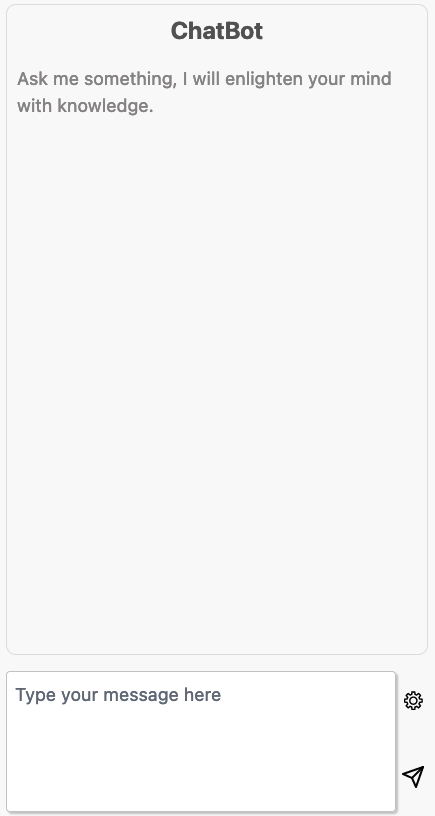 ChatBot
Ask me something, I will enlighten your mind
with knowledge.
Type your message here